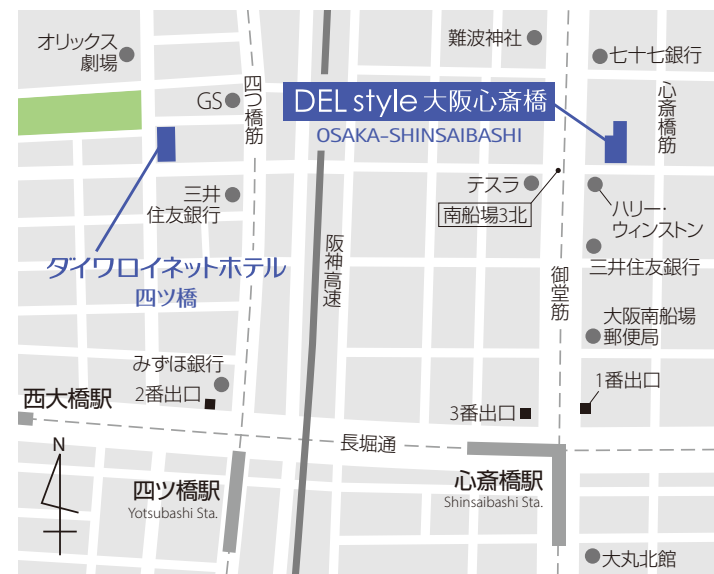 オリックス
劇場
GS
四つ橋筋
難波神社
七十七銀行
心斎橋筋
DEL style 大阪心斎橋
OSAKA-SHINSAIBASHI
三井
住友銀行
テスラ
南船場3北
ハリー・
ウィンストン
三井住友銀行
ダイワロイネットホテル
四ツ橋
阪神高速
御堂筋
大阪南船場
郵便局
みずほ銀行
2番出口
西大橋駅
1番出口
3番出口
長堀通
N
四ツ橋駅
Yotsubashi Sta.
心斎橋駅
Shinsaibashi Sta.
大丸北館